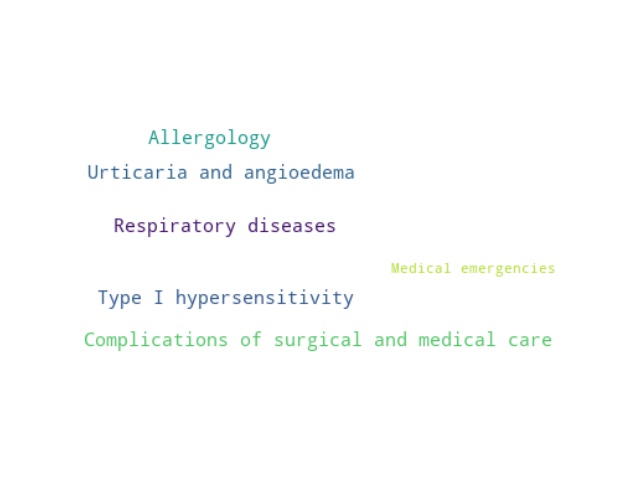 Allergology
Urticaria and angioedema
Respiratory diseases
Medical emergencies
Type I hypersensitivity
Complications of surgical and medical care